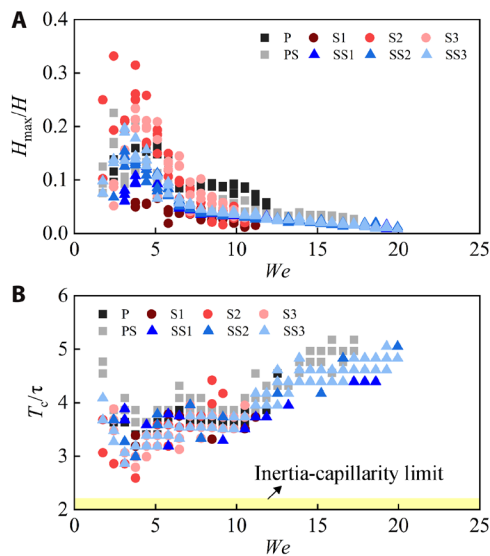 A
0.4
0.3
0.2
0.1
0.0
H_max/H
P S1 S2 S3
PS SS1 SS2 SS3
0 5 10 15 20 25
We
B
6
5
4
3
2
T_c/τ
P S1 S2 S3
PS SS1 SS2 SS3
Inertia-capillarity limit
0 5 10 15 20 25
We